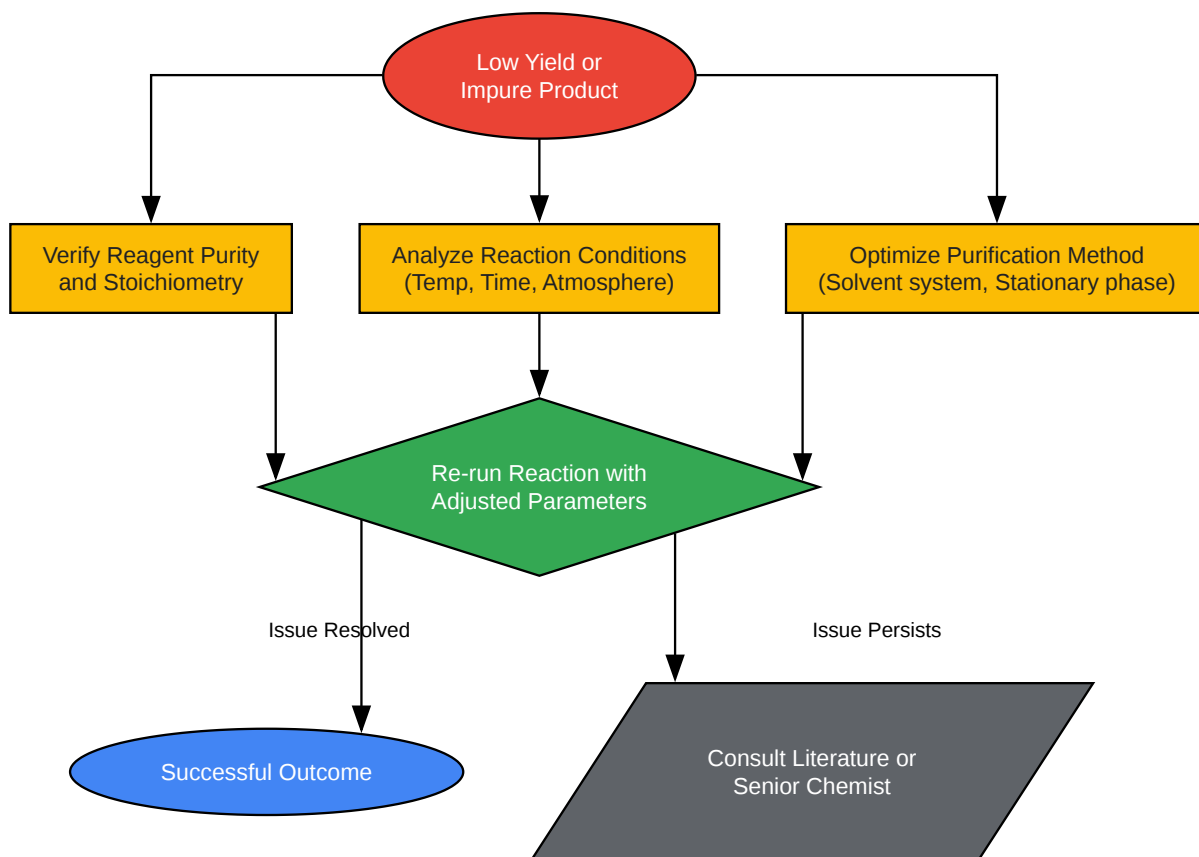 Low Yield or
Impure Product
Verify Reagent Purity
and Stoichiometry
Analyze Reaction Conditions
(Temp, Time, Atmosphere)
Optimize Purification Method
(Solvent system, Stationary phase)
Re-run Reaction with
Adjusted Parameters
Issue Resolved
Issue Persists
Successful Outcome
Consult Literature or
Senior Chemist